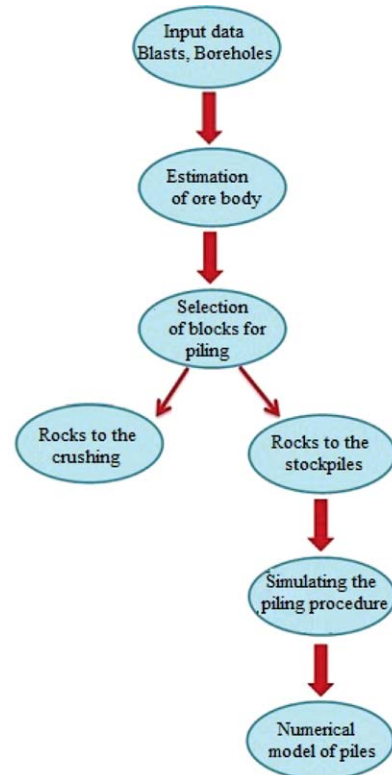 Input data
Blasts, Boreholes
Estimation
of ore body
Selection
of blocks for
piling
Rocks to the
crushing
Rocks to the
stockpiles
Simulating the
piling procedure
Numerical
model of piles